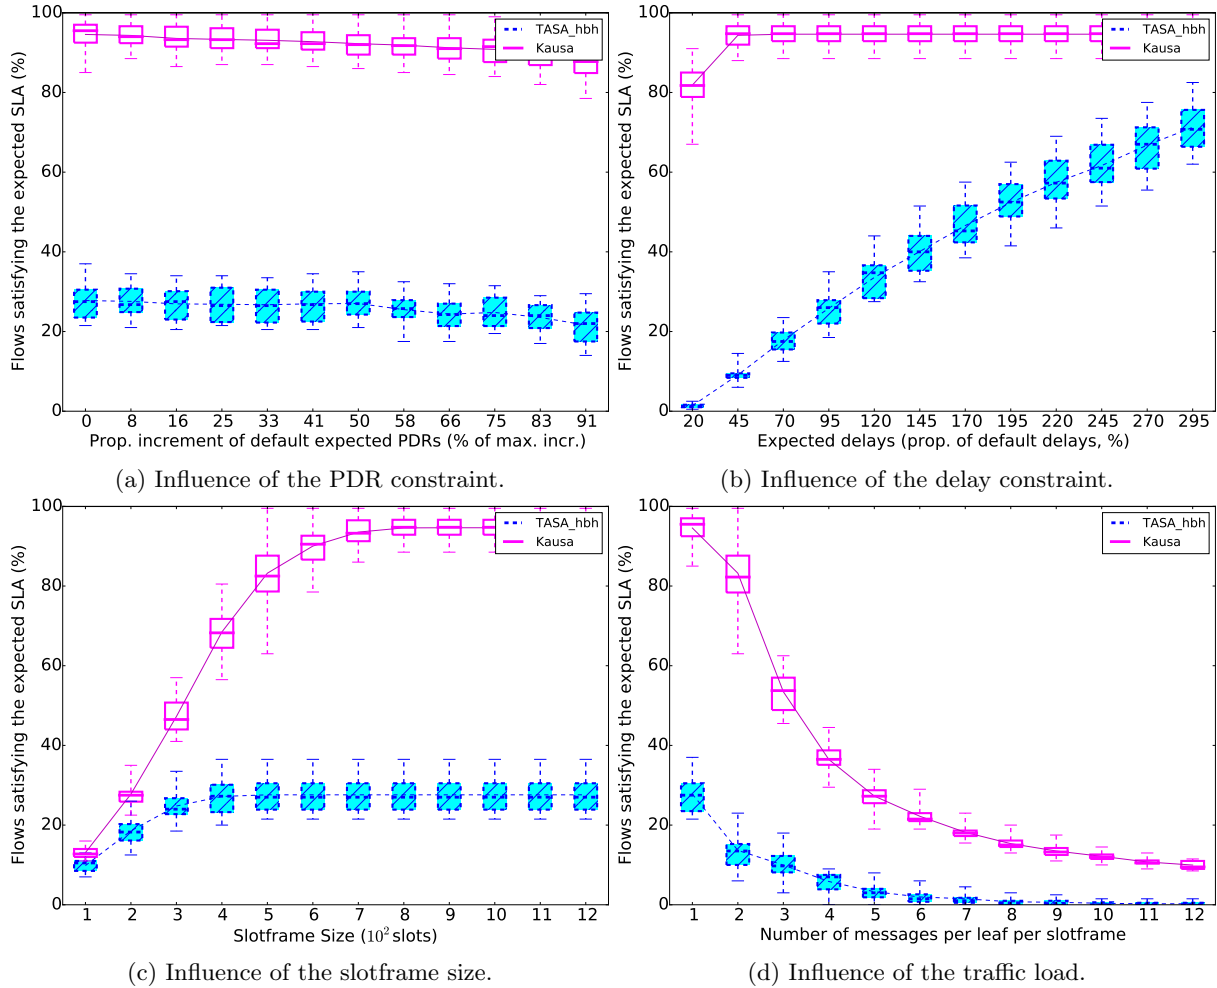 100
80
60
40
20
0
Flows satisfying the expected SLA (%)
TASA_hbh
Kausa
0 8 16 25 33 41 50 58 66 75 83 91
Prop. increment of default expected PDRs (% of max. incr.)
(a) Influence of the PDR constraint.
100
80
60
40
20
0
Flows satisfying the expected SLA (%)
TASA_hbh
Kausa
20 45 70 95 120 145 170 195 220 245 270 295
Expected delays (prop. of default delays, %)
(b) Influence of the delay constraint.
100
80
60
40
20
0
Flows satisfying the expected SLA (%)
TASA_hbh
Kausa
1 2 3 4 5 6 7 8 9 10 11 12
Slotframe Size (10² slots)
(c) Influence of the slotframe size.
100
80
60
40
20
0
Flows satisfying the expected SLA (%)
TASA_hbh
Kausa
1 2 3 4 5 6 7 8 9 10 11 12
Number of messages per leaf per slotframe
(d) Influence of the traffic load.